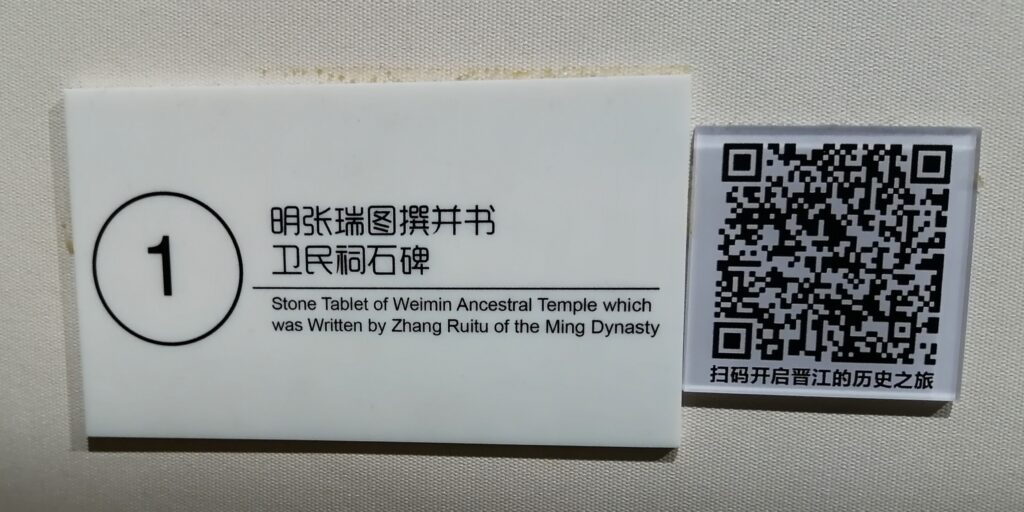 1
明张瑞图撰并书
卫民祠石碑
Stone Tablet of Weimin Ancestral Temple which
was Written by Zhang Ruitu of the Ming Dynasty
扫码开启晋江的历史之旅